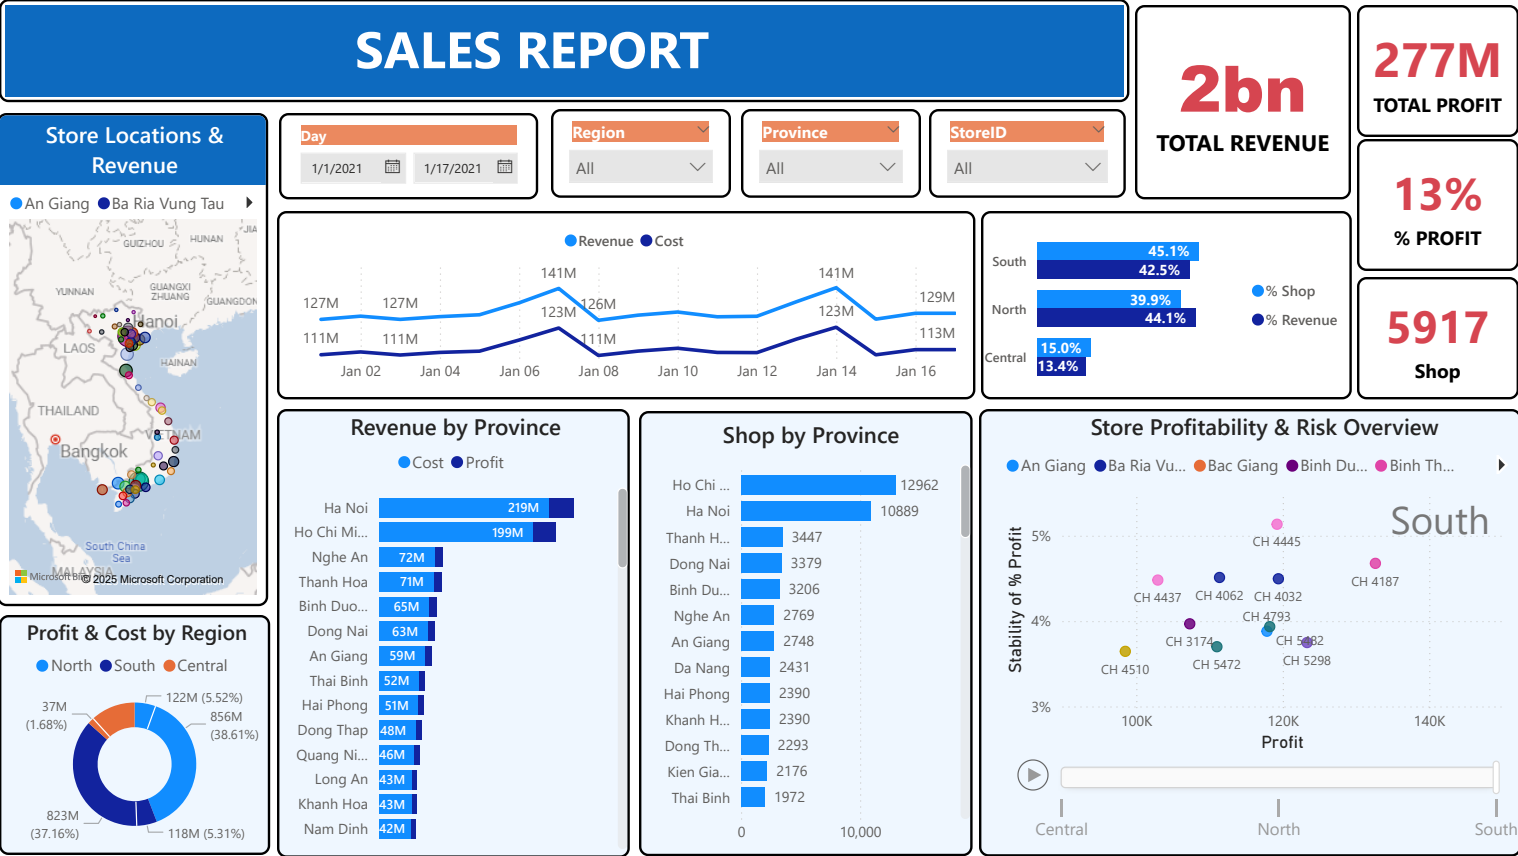 SALES REPORT
2bn
TOTAL REVENUE
277M
TOTAL PROFIT
13%
% PROFIT
5917
Shop
Store Locations &
Revenue
An Giang
Ba Ria Vung Tau
GUIZHOU
HUNAN
YUNNAN
GUANGXI
ZHUANG
GUANGDON
Hanoi
LAOS
HAINAN
THAILAND
VIETNAM
Bangkok
South China
Sea
MALAYSIA
Microsoft Bing
© 2025 Microsoft Corporation
Day
1/1/2021
1/17/2021
Region
All
Province
All
StoreID
All
Revenue
Cost
127M
127M
141M
126M
141M
129M
111M
111M
123M
111M
123M
113M
Jan 02
Jan 04
Jan 06
Jan 08
Jan 10
Jan 12
Jan 14
Jan 16
South
45.1%
42.5%
North
39.9%
44.1%
Central
15.0%
13.4%
% Shop
% Revenue
Profit & Cost by Region
North
South
Central
122M (5.52%)
856M
(38.61%)
37M
(1.68%)
823M
(37.16%)
118M (5.31%)
Revenue by Province
Cost
Profit
Ha Noi 219M
Ho Chi Mi... 199M
Nghe An 72M
Thanh Hoa 71M
Binh Duo... 65M
Dong Nai 63M
An Giang 59M
Thai Binh 52M
Hai Phong 51M
Dong Thap 48M
Quang Ni... 46M
Long An 43M
Khanh Hoa 43M
Nam Dinh 42M
Shop by Province
Ho Chi ... 12962
Ha Noi 10889
Thanh H... 3447
Dong Nai 3379
Binh Du... 3206
Nghe An 2769
An Giang 2748
Da Nang 2431
Hai Phong 2390
Khanh H... 2390
Dong Th... 2293
Kien Gia... 2176
Thai Binh 1972
0
10,000
Store Profitability & Risk Overview
An Giang
Ba Ria Vu...
Bac Giang
Binh Du...
Binh Th...
South
Stability of % Profit
5%
4%
3%
CH 4445
CH 4187
CH 4437
CH 4062
CH 4032
CH 4793
CH 3174
CH 5482
CH 5472
CH 5298
CH 4510
100K
120K
140K
Profit
Central
North
South